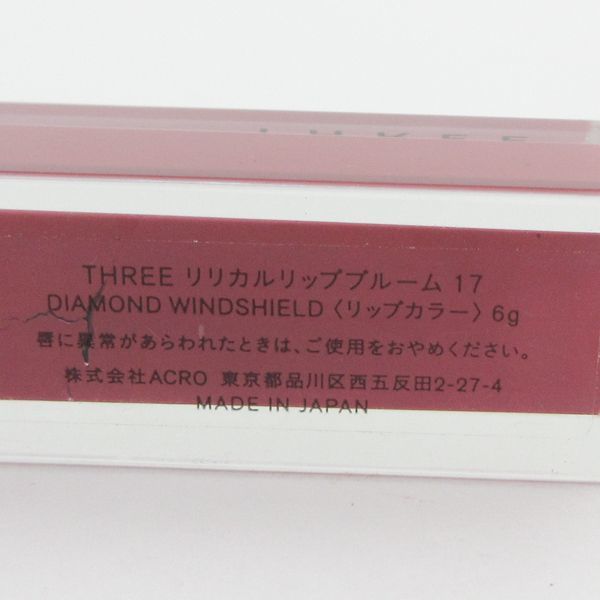 THREE
THREE リリカルリップブルーム 17
DIAMOND WINDSHIELD 〈リップカラー〉 6g
唇に異常があらわれたときは、ご使用をおやめください。
株式会社ACRO 東京都品川区西五反田2-27-4
MADE IN JAPAN